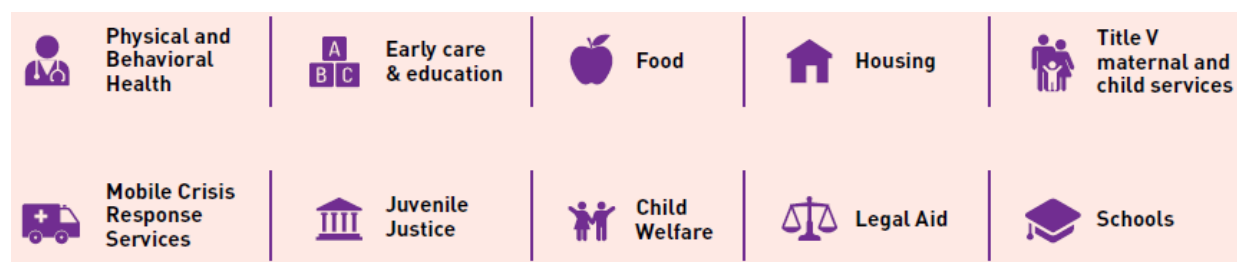 Physical and
Behavioral
Health
A
B C
Early care
& education
Food
Housing
Title V
maternal and
child services
Mobile Crisis
Response
Services
Juvenile
Justice
Child
Welfare
Legal Aid
Schools